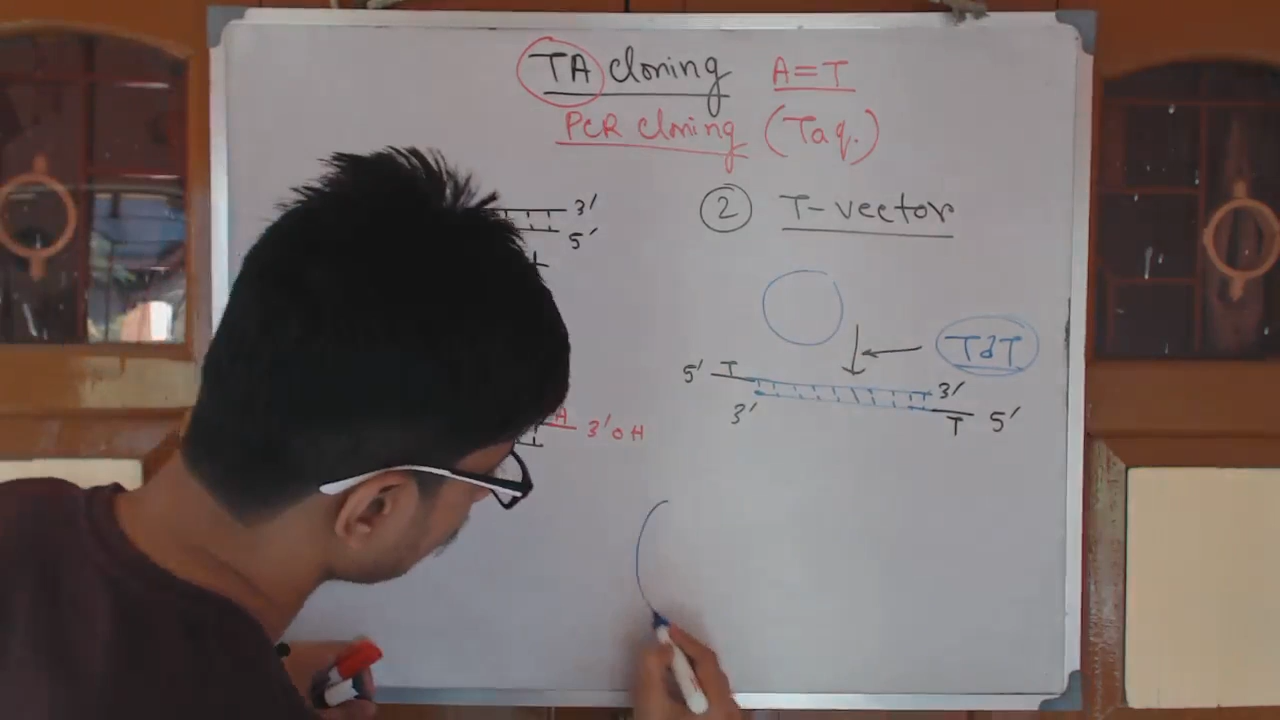 TA cloning A=T
PCR cloning (Taq.)
3'
5'
② T-vector
TdT
5' T 3'
3' T 5'
A 3'OH